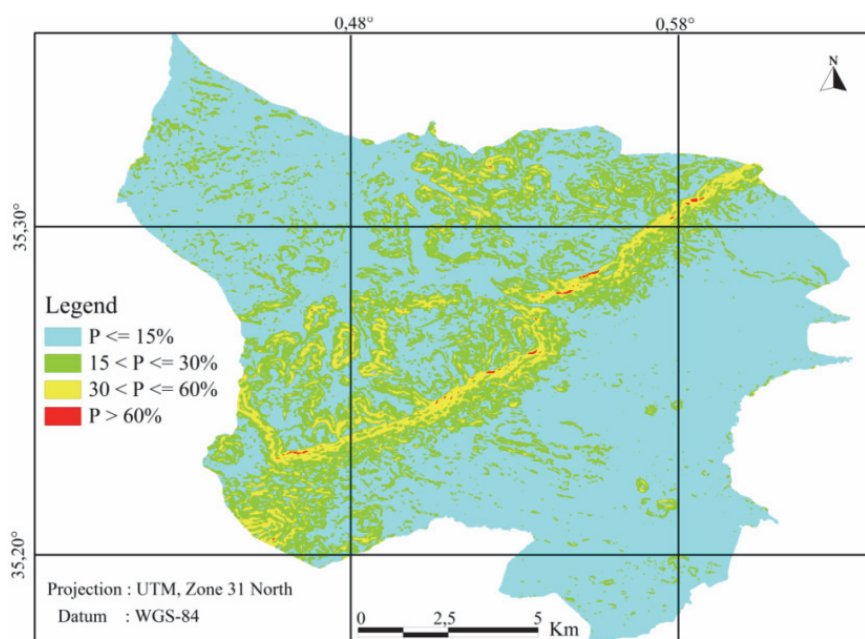 0,48° 0,58°
N
35,30
Legend
P <= 15%
15 < P <= 30%
30 < P <= 60%
P > 60%
35,20
Projection : UTM, Zone 31 North
Datum : WGS-84
0 2,5 5
Km